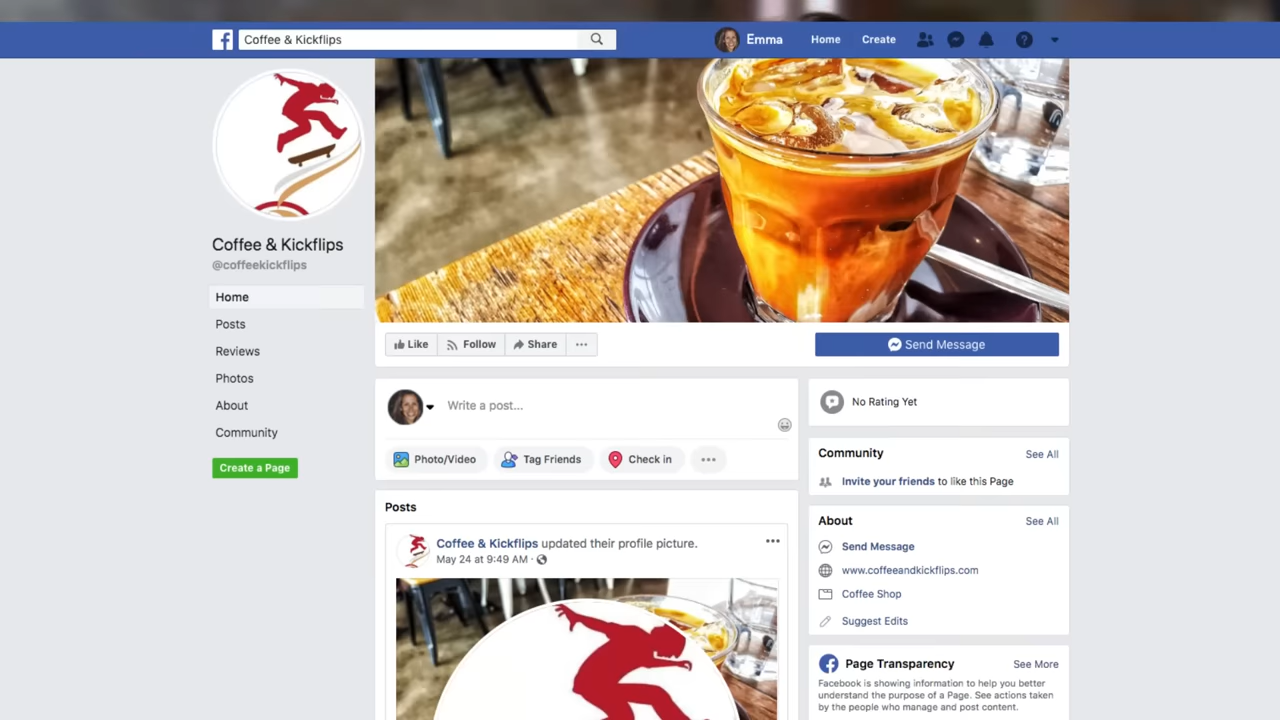 Coffee & Kickflips
Emma
Home
Create
Coffee & Kickflips
@coffeekickflips
Home
Posts
Reviews
Photos
About
Community
Create a Page
Like
Follow
Share
Send Message
Write a post...
Photo/Video
Tag Friends
Check in
Posts
Coffee & Kickflips updated their profile picture.
May 24 at 9:49 AM ·
No Rating Yet
Community
See All
Invite your friends to like this Page
About
See All
Send Message
www.coffeeandkickflips.com
Coffee Shop
Suggest Edits
Page Transparency
See More
Facebook is showing information to help you better
understand the purpose of a Page. See actions taken
by the people who manage and post content.